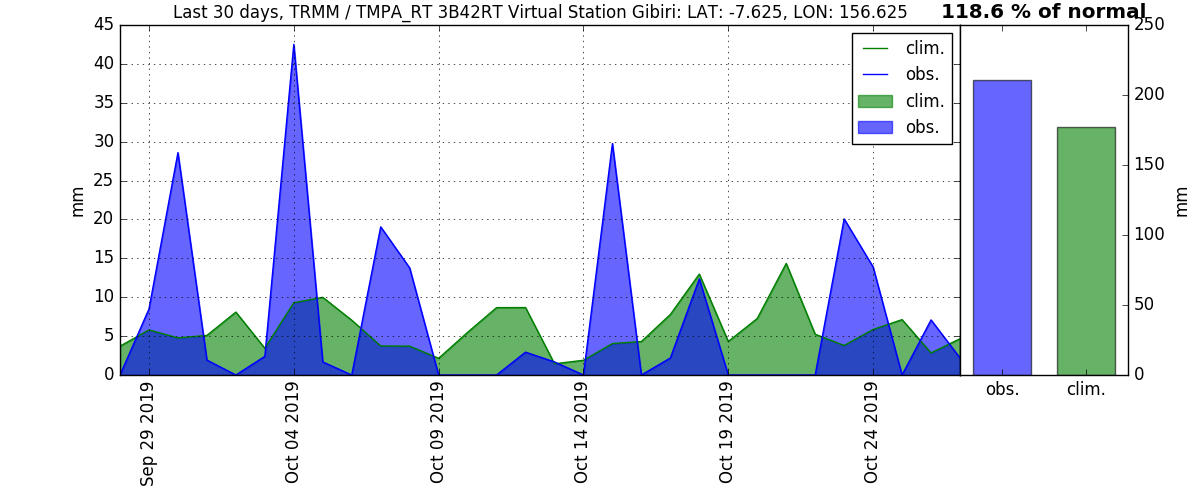 Last 30 days, TRMM / TMPA_RT 3B42RT Virtual Station Gibiri: LAT: -7.625, LON: 156.625
118.6 % of normal
45
40
35
30
25
20
15
10
5
0
mm
clim.
obs.
clim.
obs.
Sep 29 2019
Oct 04 2019
Oct 09 2019
Oct 14 2019
Oct 19 2019
Oct 24 2019
250
200
150
100
50
0
mm
obs.
clim.